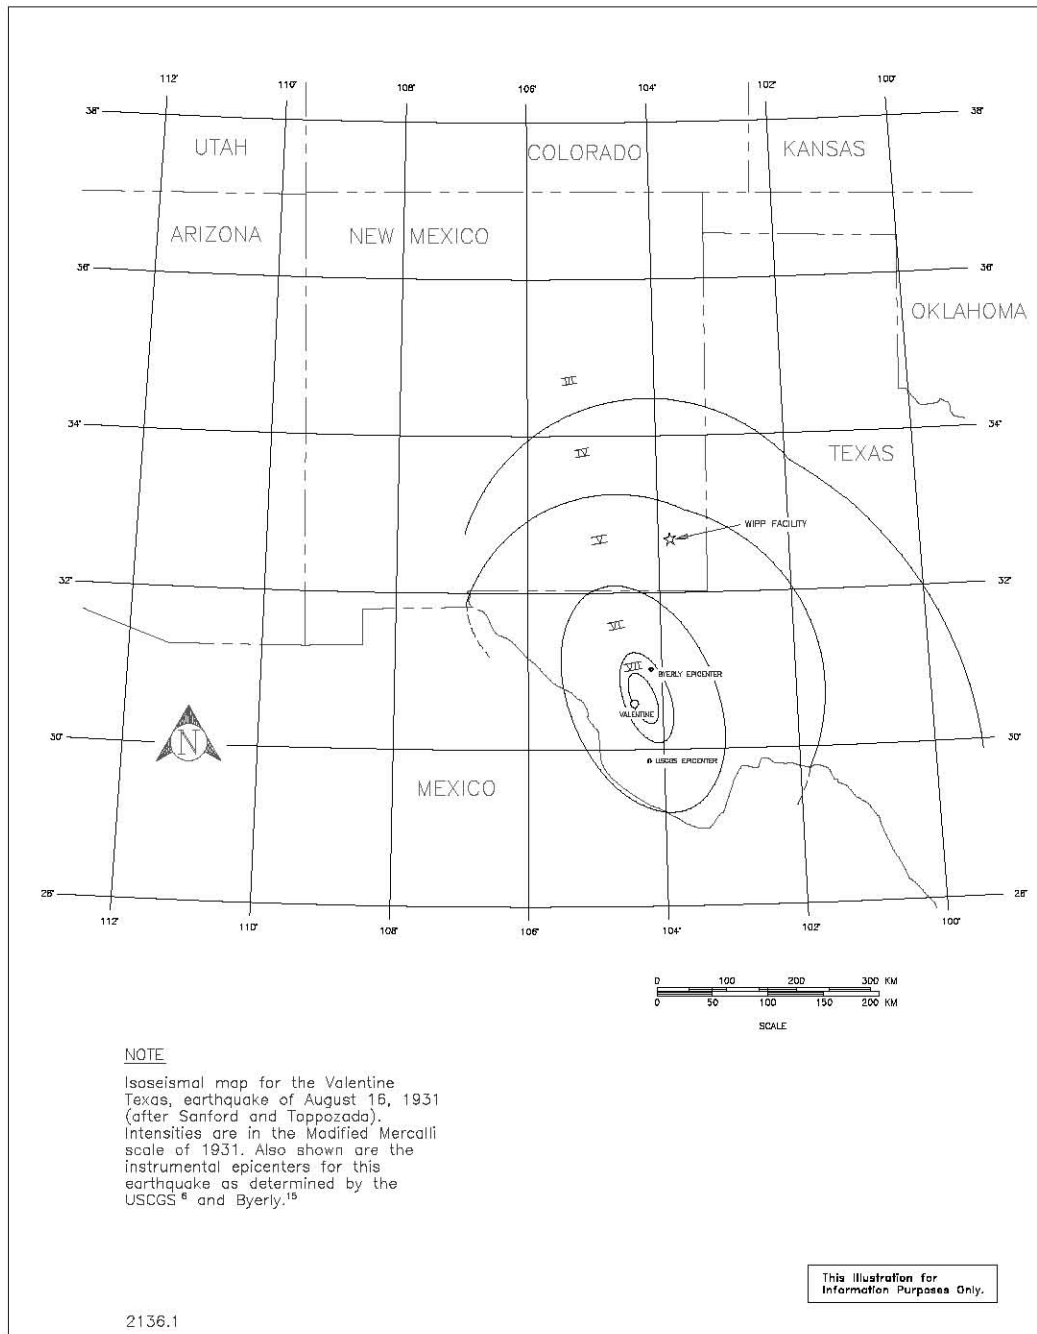 112° 110° 106° 104° 102° 100°
38° 38°
UTAH COLORADO KANSAS
ARIZONA NEW MEXICO
36° 36°
OKLAHOMA
III
34° 34°
IV TEXAS
V WIPP FACILITY
32° 32°
VI
VII BYERLY EPICENTER
VALENTINE
N
30° 30°
USCGS EPICENTER
MEXICO
28° 28°
112° 110° 108° 106° 104° 102° 100°
0 100 200 300 KM
0 50 100 150 200 KM
SCALE
NOTE
Isoseismal map for the Valentine
Texas, earthquake of August 16, 1931
(after Sanford and Toppozada).
Intensities are in the Modified Mercalli
scale of 1931. Also shown are the
instrumental epicenters for this
earthquake as determined by the
USCGS 6 and Byerly.15
This Illustration for
Information Purposes Only.
2136.1